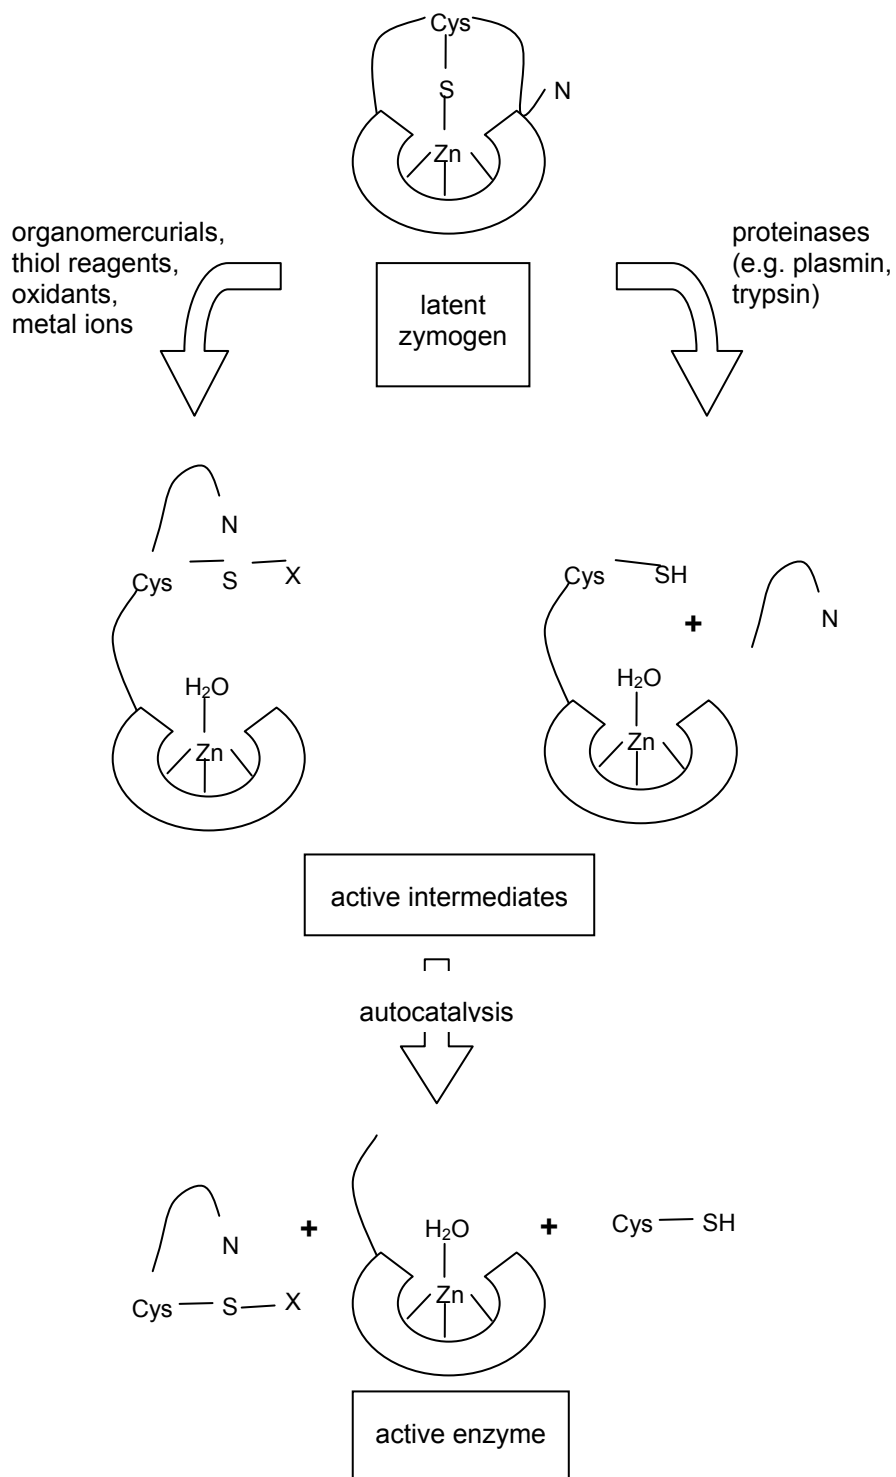 Cys
S
N
Zn
organomercurials,
thiol reagents,
oxidants,
metal ions
proteinases
(e.g. plasmin,
trypsin)
latent
zymogen
N
Cys
S
X
H₂O
Zn
Cys
SH
+
N
H₂O
Zn
active intermediates
autocatalysis
N
+
H₂O
+
Cys
SH
Cys
S
X
Zn
active enzyme